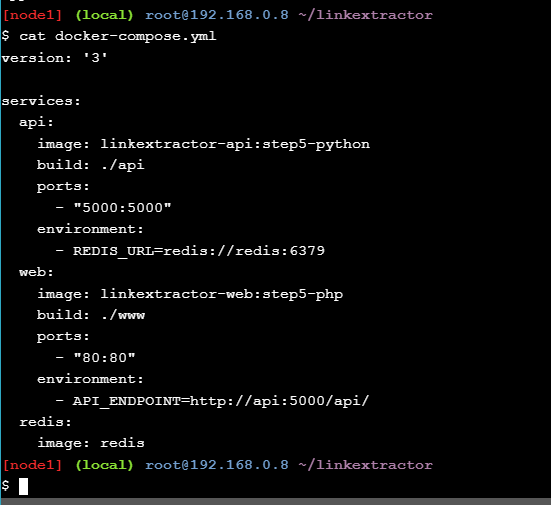 [node1] (local) root@192.168.0.8 ~/linkextractor
$ cat docker-compose.yml
version: '3'

services:
  api:
    image: linkextractor-api:step5-python
    build: ./api
    ports:
      - "5000:5000"
    environment:
      - REDIS_URL=redis://redis:6379
  web:
    image: linkextractor-web:step5-php
    build: ./www
    ports:
      - "80:80"
    environment:
      - API_ENDPOINT=http://api:5000/api/
  redis:
    image: redis
[node1] (local) root@192.168.0.8 ~/linkextractor
$